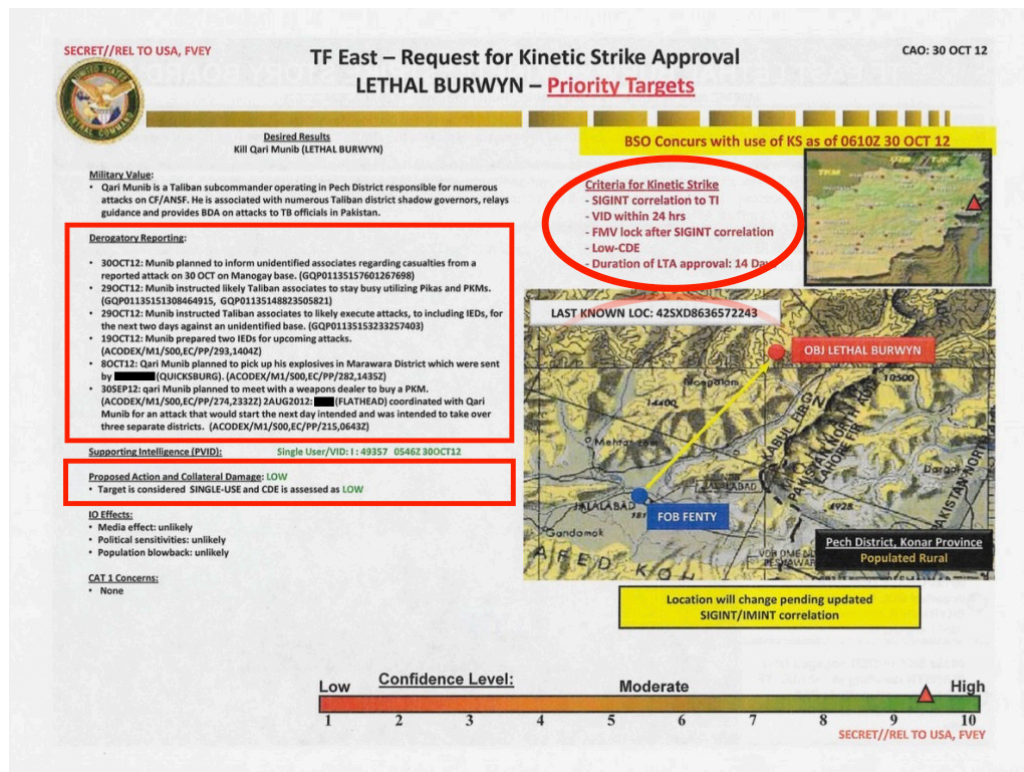 SECRET//REL TO USA, FVEY
CAO: 30 OCT 12
TF East – Request for Kinetic Strike Approval
LETHAL BURWYN – Priority Targets
UNITED STATES
CENTRAL COMMAND
Desired Results
Kill Qari Munib (LETHAL BURWYN)
BSO Concurs with use of KS as of 0610Z 30 OCT 12
Military Value:
• Qari Munib is a Taliban subcommander operating in Pech District responsible for numerous
attacks on CF/ANSF. He is associated with numerous Taliban district shadow governors, relays
guidance and provides BDA on attacks to TB officials in Pakistan.
Derogatory Reporting:
• 30OCT12: Munib planned to inform unidentified associates regarding casualties from a
reported attack on 30 OCT on Manogay base. (GQP01135157601267698)
• 29OCT12: Munib instructed likely Taliban associates to stay busy utilizing Pikas and PKMs.
(GQP01135151308464915, GQP01135148823505821)
• 29OCT12: Munib instructed Taliban associates to likely execute attacks, to including IEDs, for
the next two days against an unidentified base. (GQP01135153233257403)
• 19OCT12: Munib prepared two IEDs for upcoming attacks.
(ACODEX/M1/S00,EC/PP/293,1404Z)
• 8OCT12: Qari Munib planned to pick up his explosives in Marawara District which were sent
by (QUICKSBURG). (ACODEX/M1/S00,EC/PP/282,1435Z)
• 30SEP12: qari Munib planned to meet with a weapons dealer to buy a PKM.
(ACODEX/M1/S00,EC/PP/274,2332Z) 2AUG2012: (FLATHEAD) coordinated with Qari
Munib for an attack that would start the next day intended and was intended to take over
three separate districts. (ACODEX/M1/S00,EC/PP/215,0643Z)
Supporting Intelligence (PVID): Single User/VID: I : 49357 0546Z 30OCT12
Proposed Action and Collateral Damage: LOW
• Target is considered SINGLE-USE and CDE is assessed as LOW
IO Effects:
• Media effect: unlikely
• Political sensitivities: unlikely
• Population blowback: unlikely
CAT 1 Concerns:
• None
Criteria for Kinetic Strike
- SIGINT correlation to TI
- VID within 24 hrs
- FMV lock after SIGINT correlation
- Low-CDE
- Duration of LTA approval: 14 Days
LAST KNOWN LOC: 42SXD8636572243
OBJ LETHAL BURWYN
10500
14400
Mehtar
KABUL
PAKISTAN
LAHORE
JALALABAD
FOB FENTY
4928
Gandamak
PESHAWAR
Pech District, Konar Province
Populated Rural
Location will change pending updated
SIGINT/IMINT correlation
Confidence Level:
Low Moderate High
1 2 3 4 5 6 7 8 9 10
SECRET//REL TO USA, FVEY